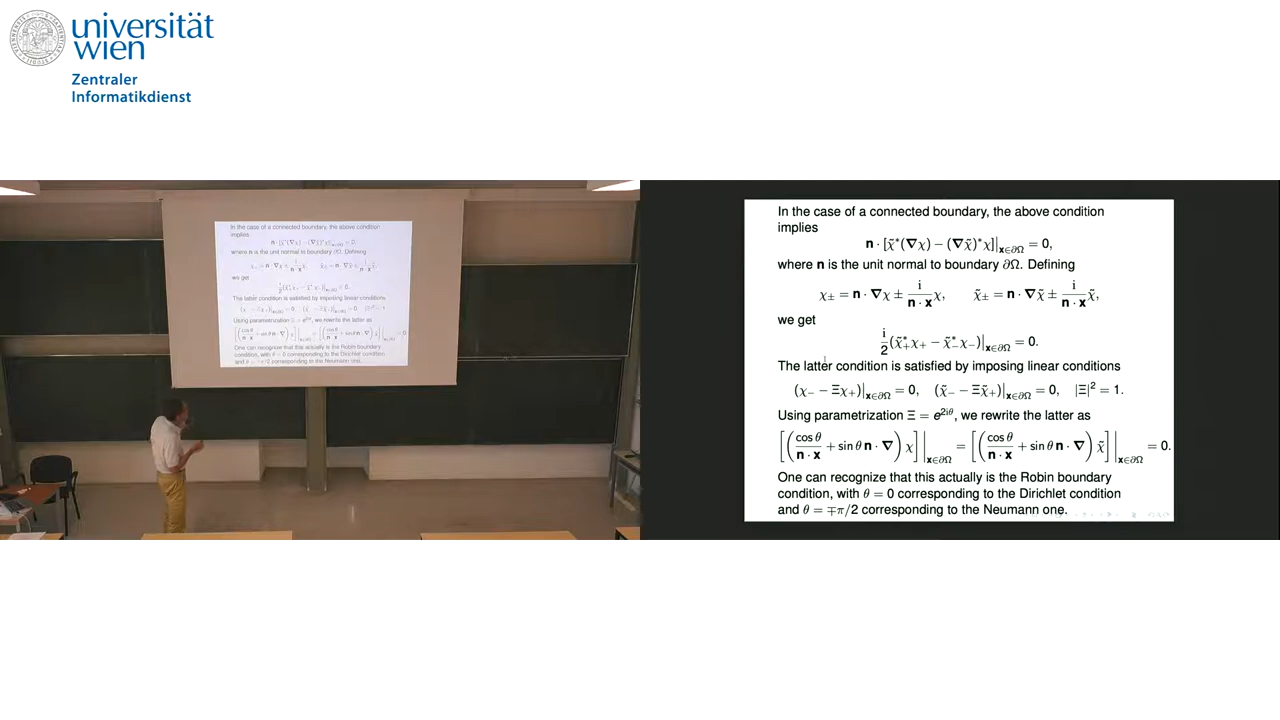 universität
wien
Zentraler
Informatikdienst
In the case of a connected boundary, the above condition
implies
n · [χ̃*(∇χ) − (∇χ̃)*χ]|x∈∂Ω = 0,
where n is the unit normal to boundary ∂Ω. Defining
χ± = n · ∇χ ± i/(n · x) χ, χ̃± = n · ∇χ̃ ± i/(n · x) χ̃,
we get
i/2 (χ̃*₊χ₊ − χ̃*₋χ₋)|x∈∂Ω = 0.
The latter condition is satisfied by imposing linear conditions
(χ₋ − Ξχ₊)|x∈∂Ω = 0, (χ̃₋ − Ξχ̃₊)|x∈∂Ω = 0, |Ξ|² = 1.
Using parametrization Ξ = e^{2iθ}, we rewrite the latter as
[(cos θ/(n · x) + sin θ n · ∇) χ]|x∈∂Ω = [(cos θ/(n · x) + sin θ n · ∇) χ̃]|x∈∂Ω = 0.
One can recognize that this actually is the Robin boundary
condition, with θ = 0 corresponding to the Dirichlet condition
and θ = ∓π/2 corresponding to the Neumann one.